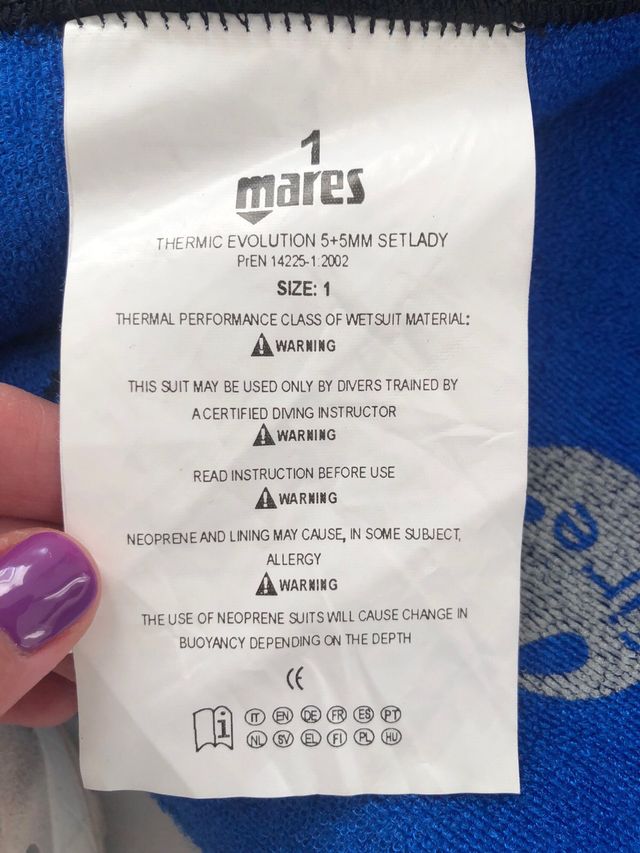 1
mares
THERMIC EVOLUTION 5+5MM SETLADY
PrEN 14225-1:2002
SIZE: 1
THERMAL PERFORMANCE CLASS OF WETSUIT MATERIAL:
WARNING
THIS SUIT MAY BE USED ONLY BY DIVERS TRAINED BY
A CERTIFIED DIVING INSTRUCTOR
WARNING
READ INSTRUCTION BEFORE USE
WARNING
NEOPRENE AND LINING MAY CAUSE, IN SOME SUBJECT,
ALLERGY
WARNING
THE USE OF NEOPRENE SUITS WILL CAUSE CHANGE IN
BUOYANCY DEPENDING ON THE DEPTH
CE
i IT EN DE FR ES PT
NL SV EL FI PL HU